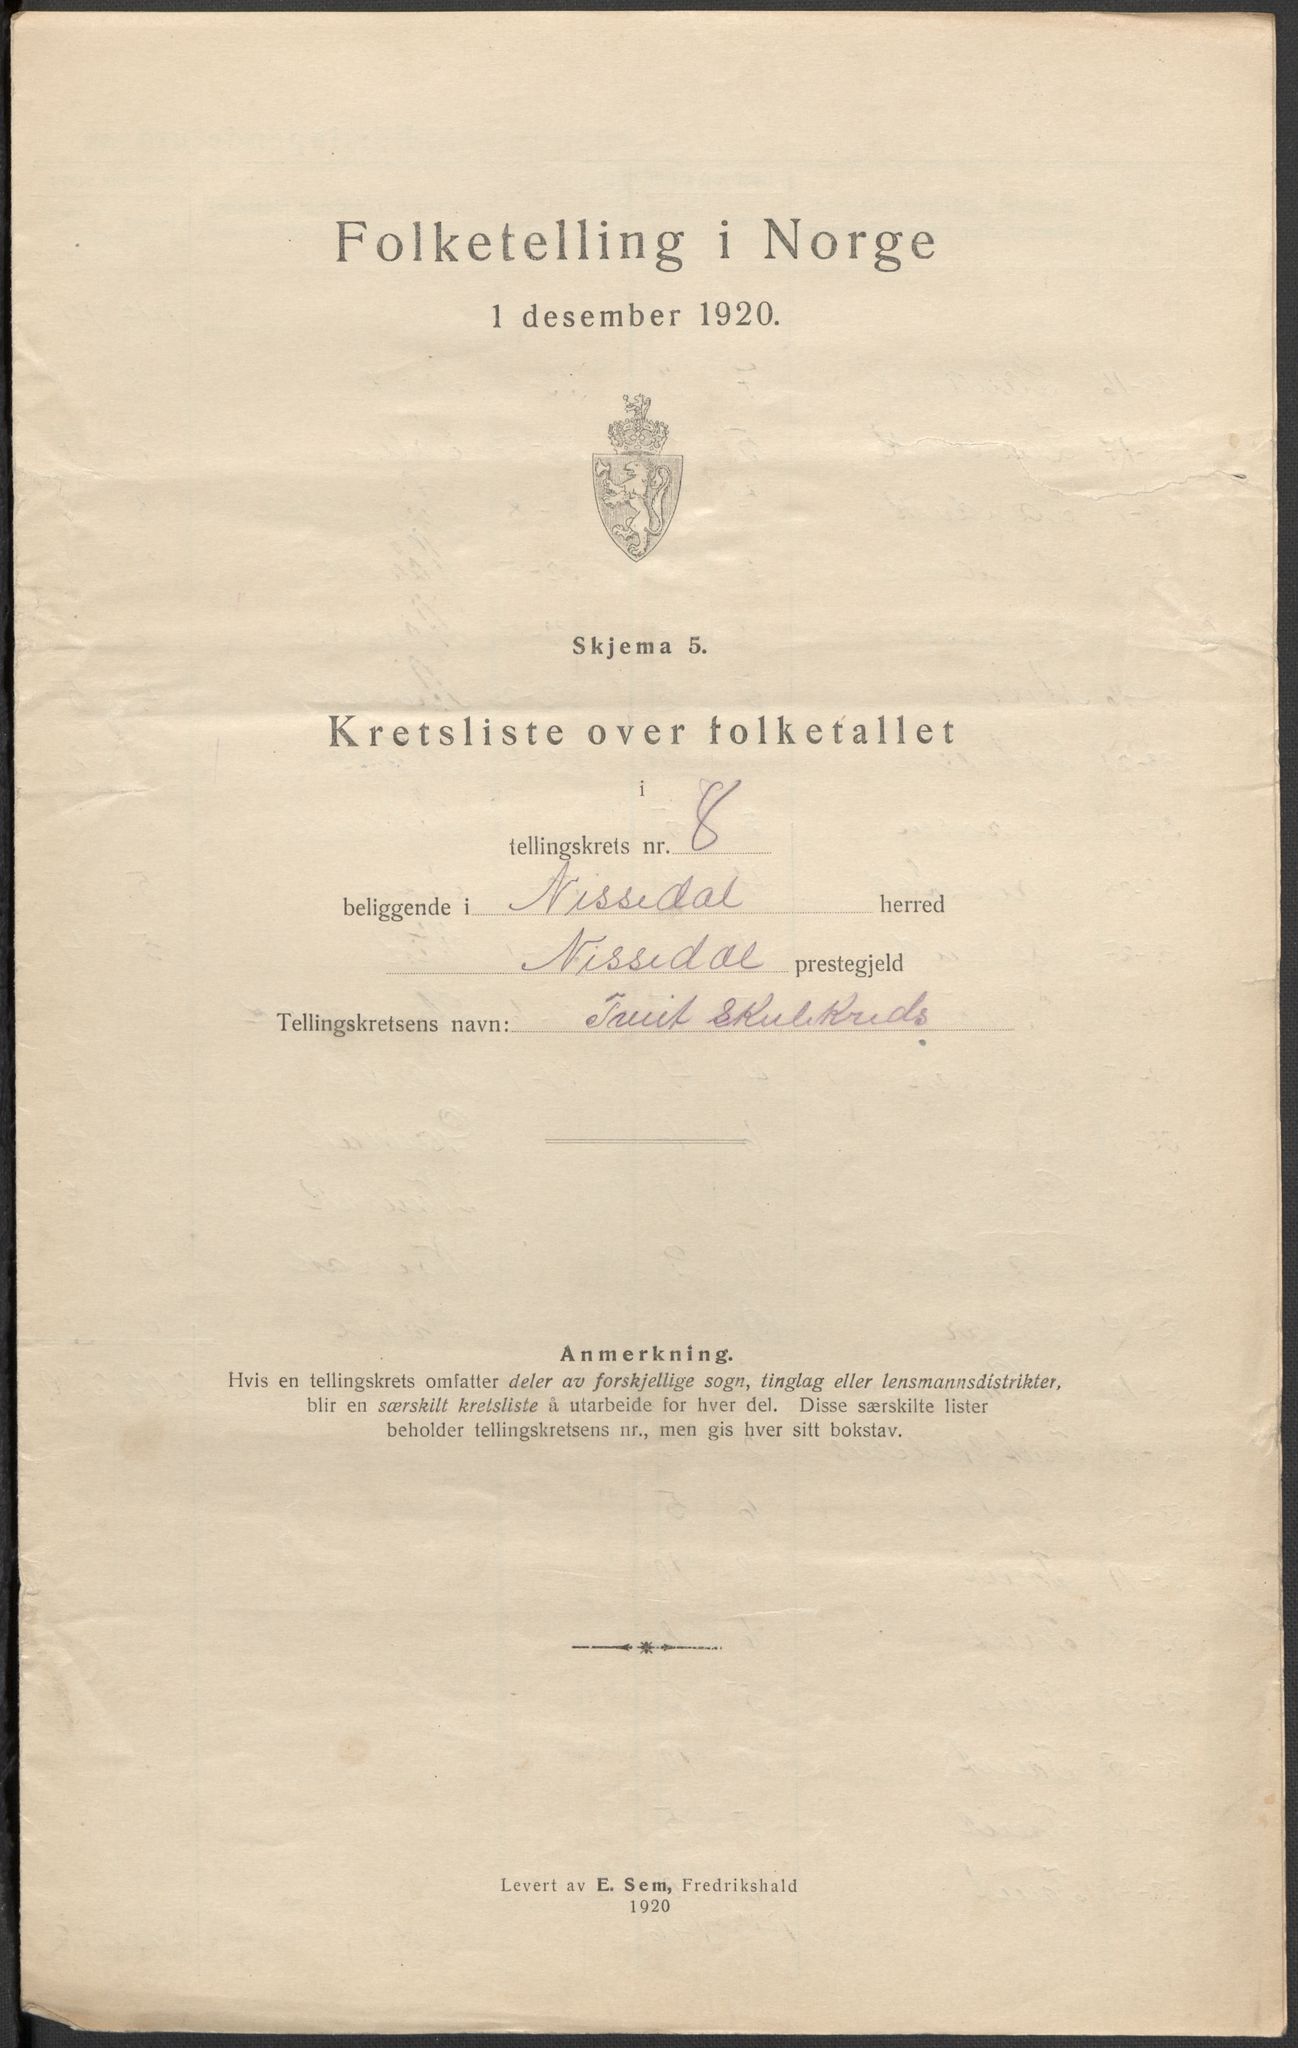 Folketelling i Norge
1 desember 1920.
Skjema 5.
Kretsliste over folketallet
i
tellingskrets nr. 8
beliggende i Nissedal herred
Nissedal prestegjeld
Tellingskretsens navn: Tveit Skulekreds
Anmerkning.
Hvis en tellingskrets omfatter deler av forskjellige sogn, tinglag eller lensmannsdistrikter,
blir en særskilt kretsliste å utarbeide for hver del. Disse særskilte lister
beholder tellingskretsens nr., men gis hver sitt bokstav.
Levert av E. Sem, Fredrikshald
1920